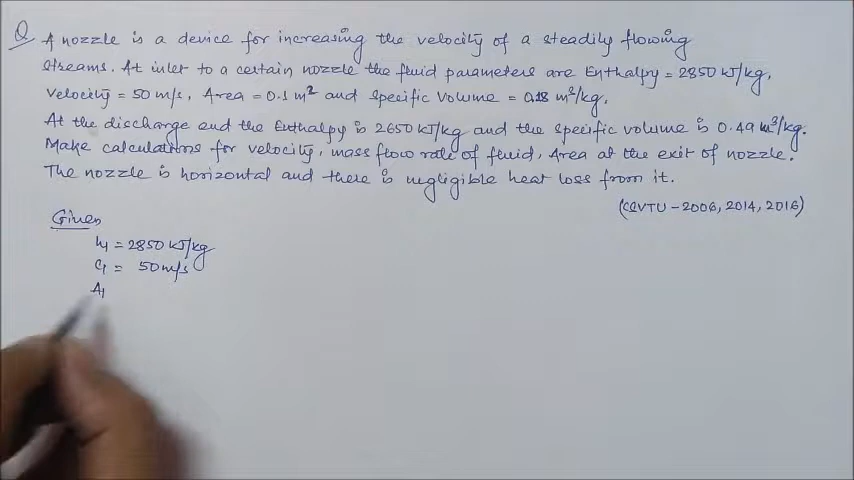 Q A nozzle is a device for increasing the velocity of a steadily flowing
streams. At inlet to a certain nozzle the fluid parameters are Enthalpy = 2850 kJ/kg,
Velocity = 50 m/s, Area = 0.1 m² and specific Volume = 0.18 m³/kg,
At the discharge end the Enthalpy is 2650 kJ/kg and the specific volume is 0.49 m³/kg.
Make calculations for velocity, mass flow rate of fluid, Area at the exit of nozzle.
The nozzle is horizontal and there is negligible heat loss from it.
(CSVTU - 2006, 2014, 2016)
Given
h₁ = 2850 kJ/kg
C₁ = 50 m/s
A₁